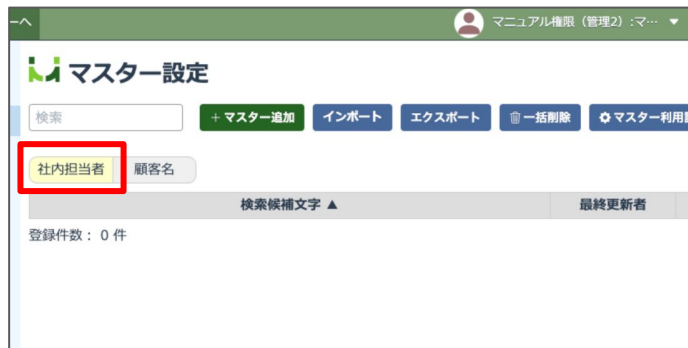 ーへ
マニュアル権限（管理2）:マ… ▼
マスター設定
検索
＋マスター追加 インポート エクスポート 一括削除 マスター利用
社内担当者 顧客名
検索候補文字 ▲ 最終更新者
登録件数： 0 件